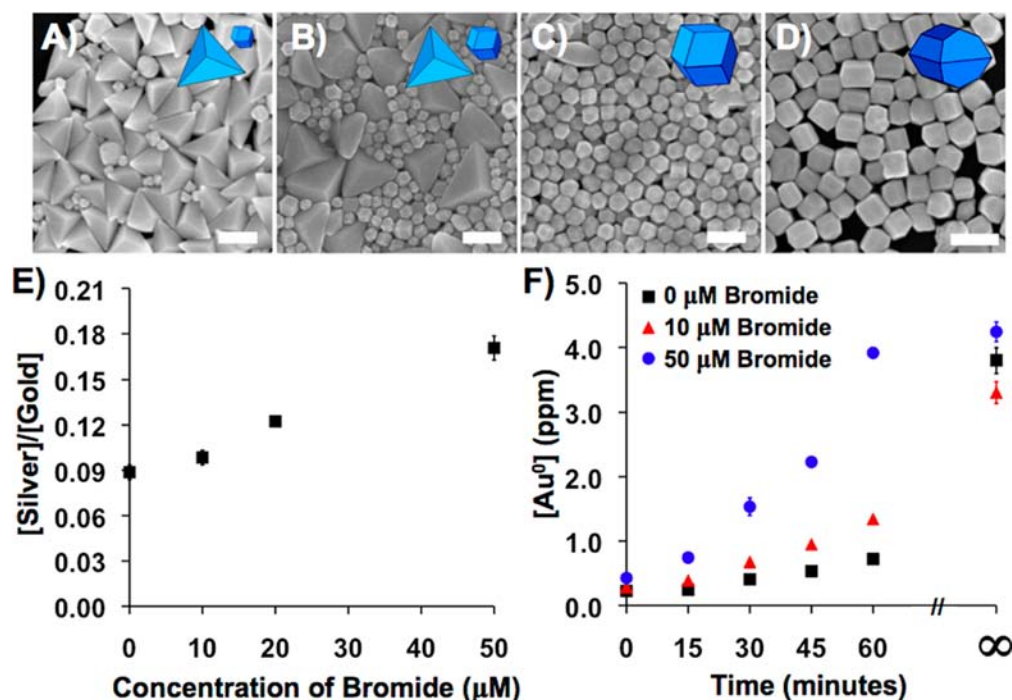 A)
B)
C)
D)
E)
0.21
0.18
0.15
0.12
0.09
0.06
0.03
0.00
[Silver]/[Gold]
0 10 20 30 40 50
Concentration of Bromide (μM)
F)
5.0
4.0
3.0
2.0
1.0
0.0
[Au⁰] (ppm)
0 μM Bromide
10 μM Bromide
50 μM Bromide
0 15 30 45 60 // ∞
Time (minutes)